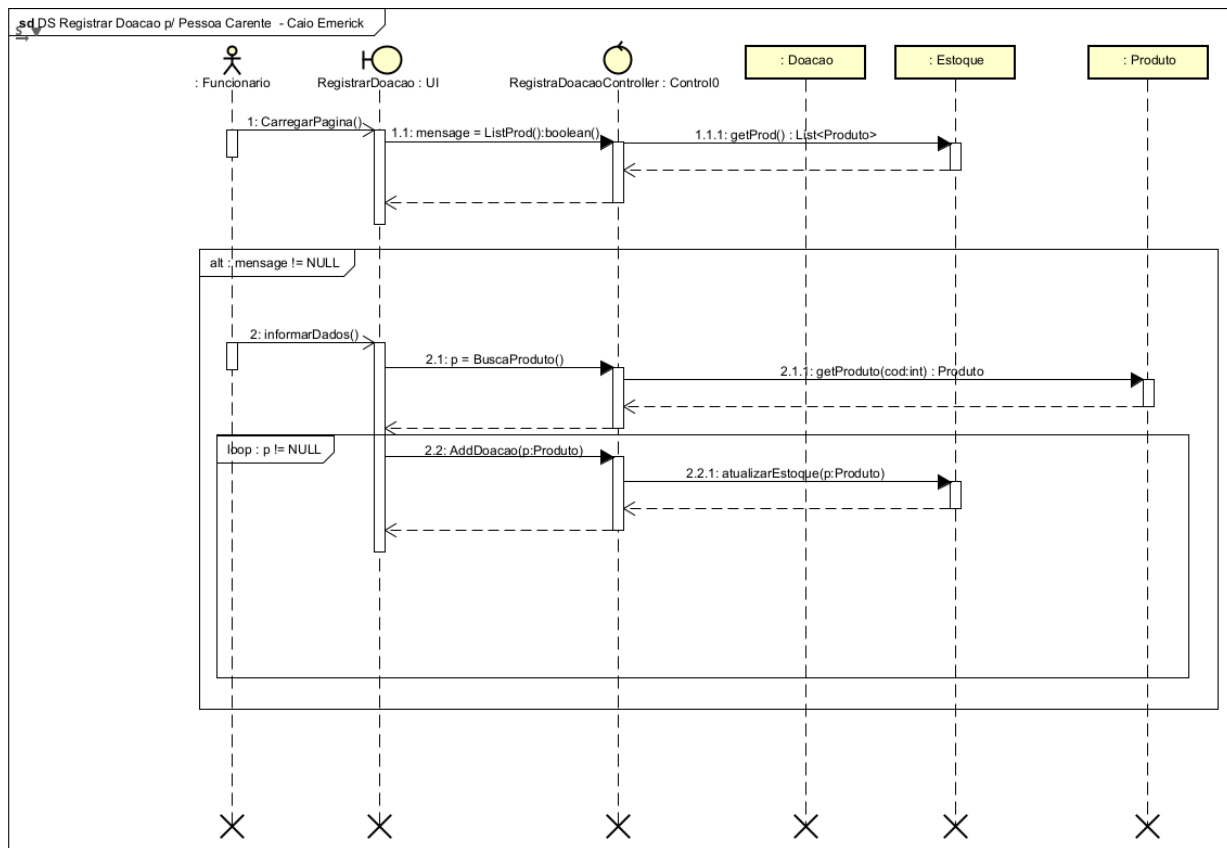 sd DS Registrar Doacao p/ Pessoa Carente - Caio Emerick
: Funcionario
RegistrarDoacao : UI
RegistraDoacaoController : Control0
: Doacao
: Estoque
: Produto
1: CarregarPagina()
1.1: mensage = ListProd():boolean()
1.1.1: getProd() : List<Produto>
alt : mensage != NULL
2: informarDados()
2.1: p = BuscaProduto()
2.1.1: getProduto(cod:int) : Produto
loop : p != NULL
2.2: AddDoacao(p:Produto)
2.2.1: atualizarEstoque(p:Produto)